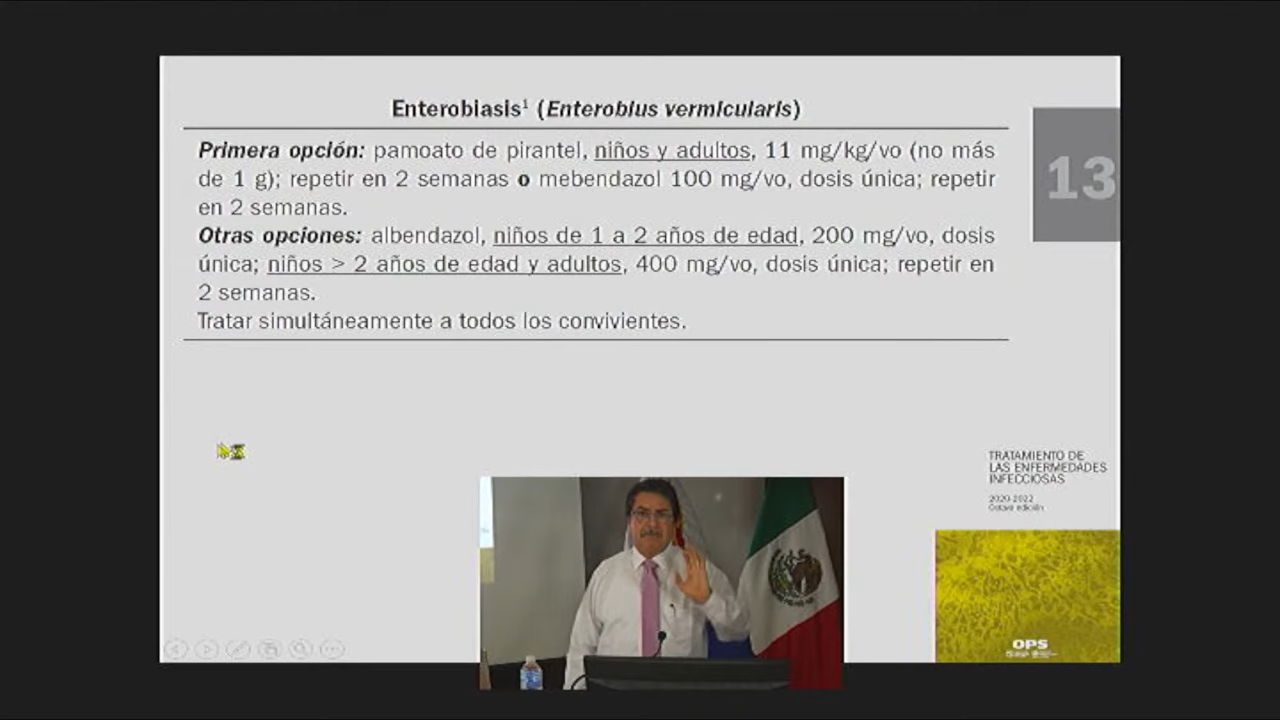 Enterobiasis¹ (Enterobius vermicularis)
Primera opción: pamoato de pirantel, niños y adultos, 11 mg/kg/vo (no más
de 1 g); repetir en 2 semanas o mebendazol 100 mg/vo, dosis única; repetir
en 2 semanas.
Otras opciones: albendazol, niños de 1 a 2 años de edad, 200 mg/vo, dosis
única; niños > 2 años de edad y adultos, 400 mg/vo, dosis única; repetir en
2 semanas.
Tratar simultáneamente a todos los convivientes.
13
TRATAMIENTO DE
LAS ENFERMEDADES
INFECCIOSAS
2020-2022
Octava edición
OPS